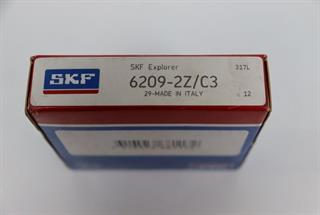 SKF Explorer 317L
SKF
6209-2Z/C3
29-MADE IN ITALY 12